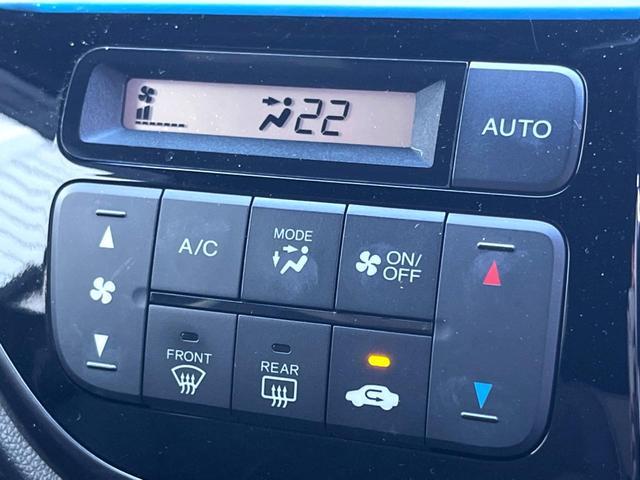 22
AUTO
A/C
MODE
ON/
OFF
FRONT
REAR